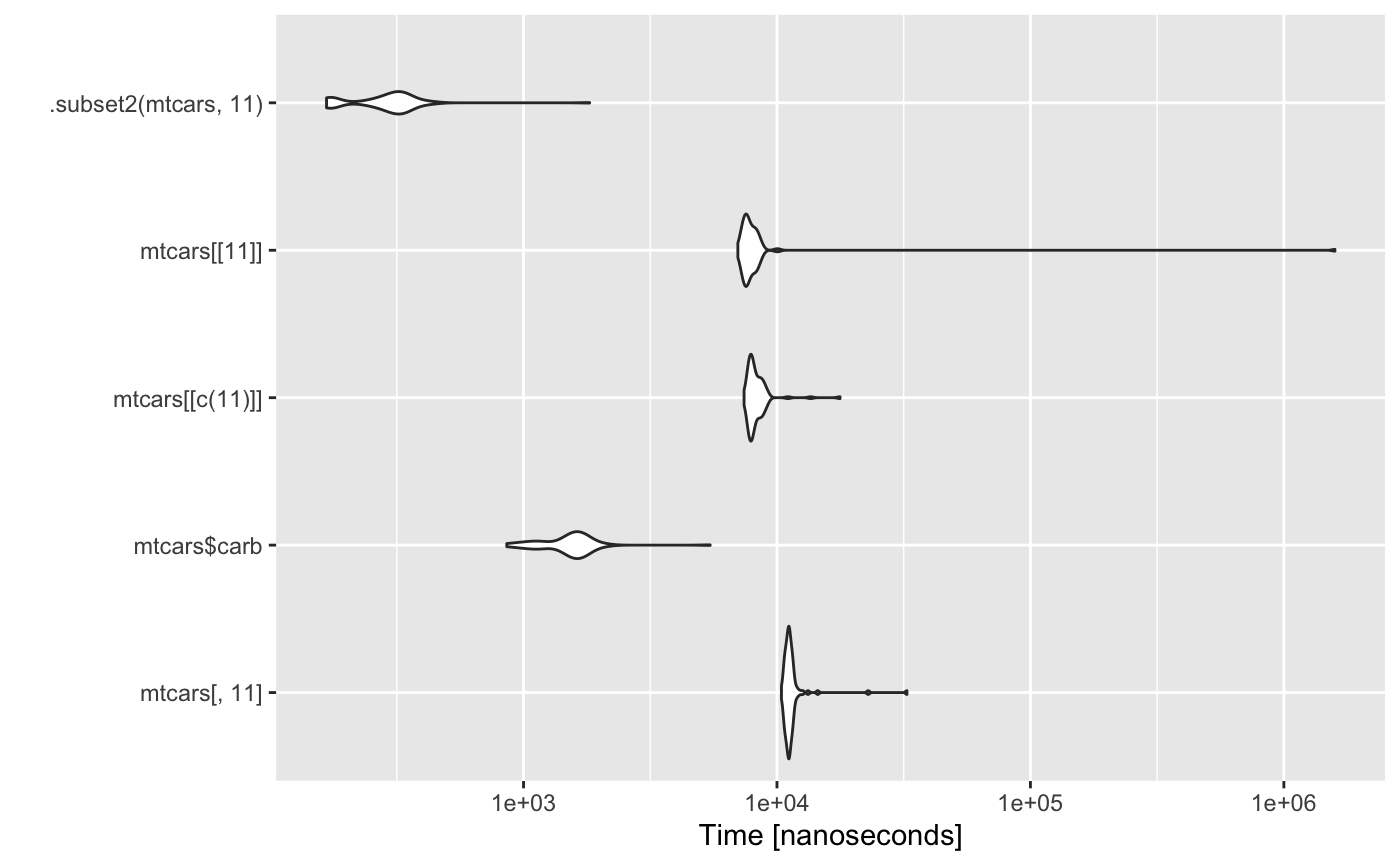 .subset2(mtcars, 11)
mtcars[[11]]
mtcars[[c(11)]]
mtcars$carb
mtcars[, 11]
1e+03 1e+04 1e+05 1e+06
Time [nanoseconds]